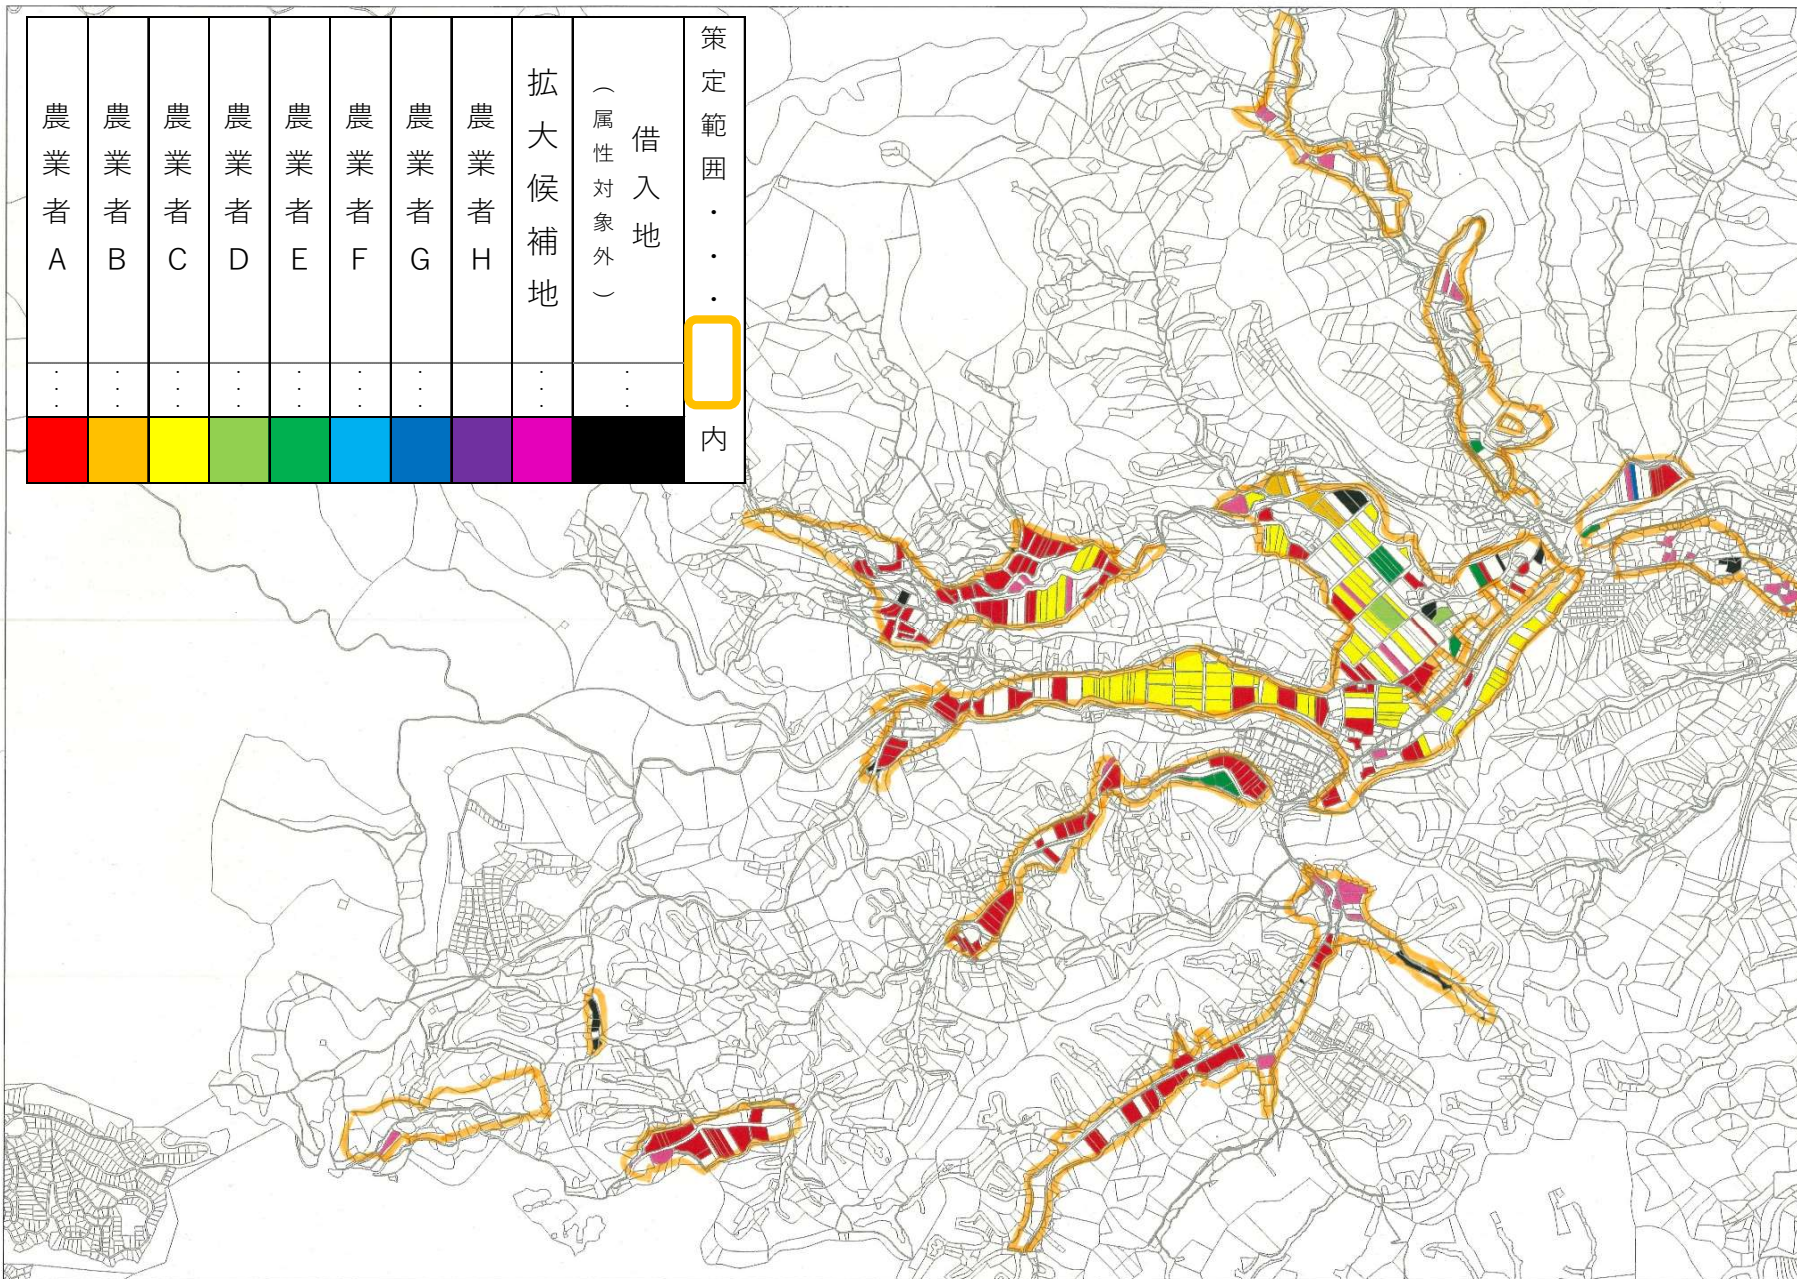 農業者A:::
農業者B:::
農業者C:::
農業者D:::
農業者E:::
農業者F:::
農業者G:::
農業者H
拡大候補地:::
借入地
（属性対象外）:::
策定範囲・・・
内